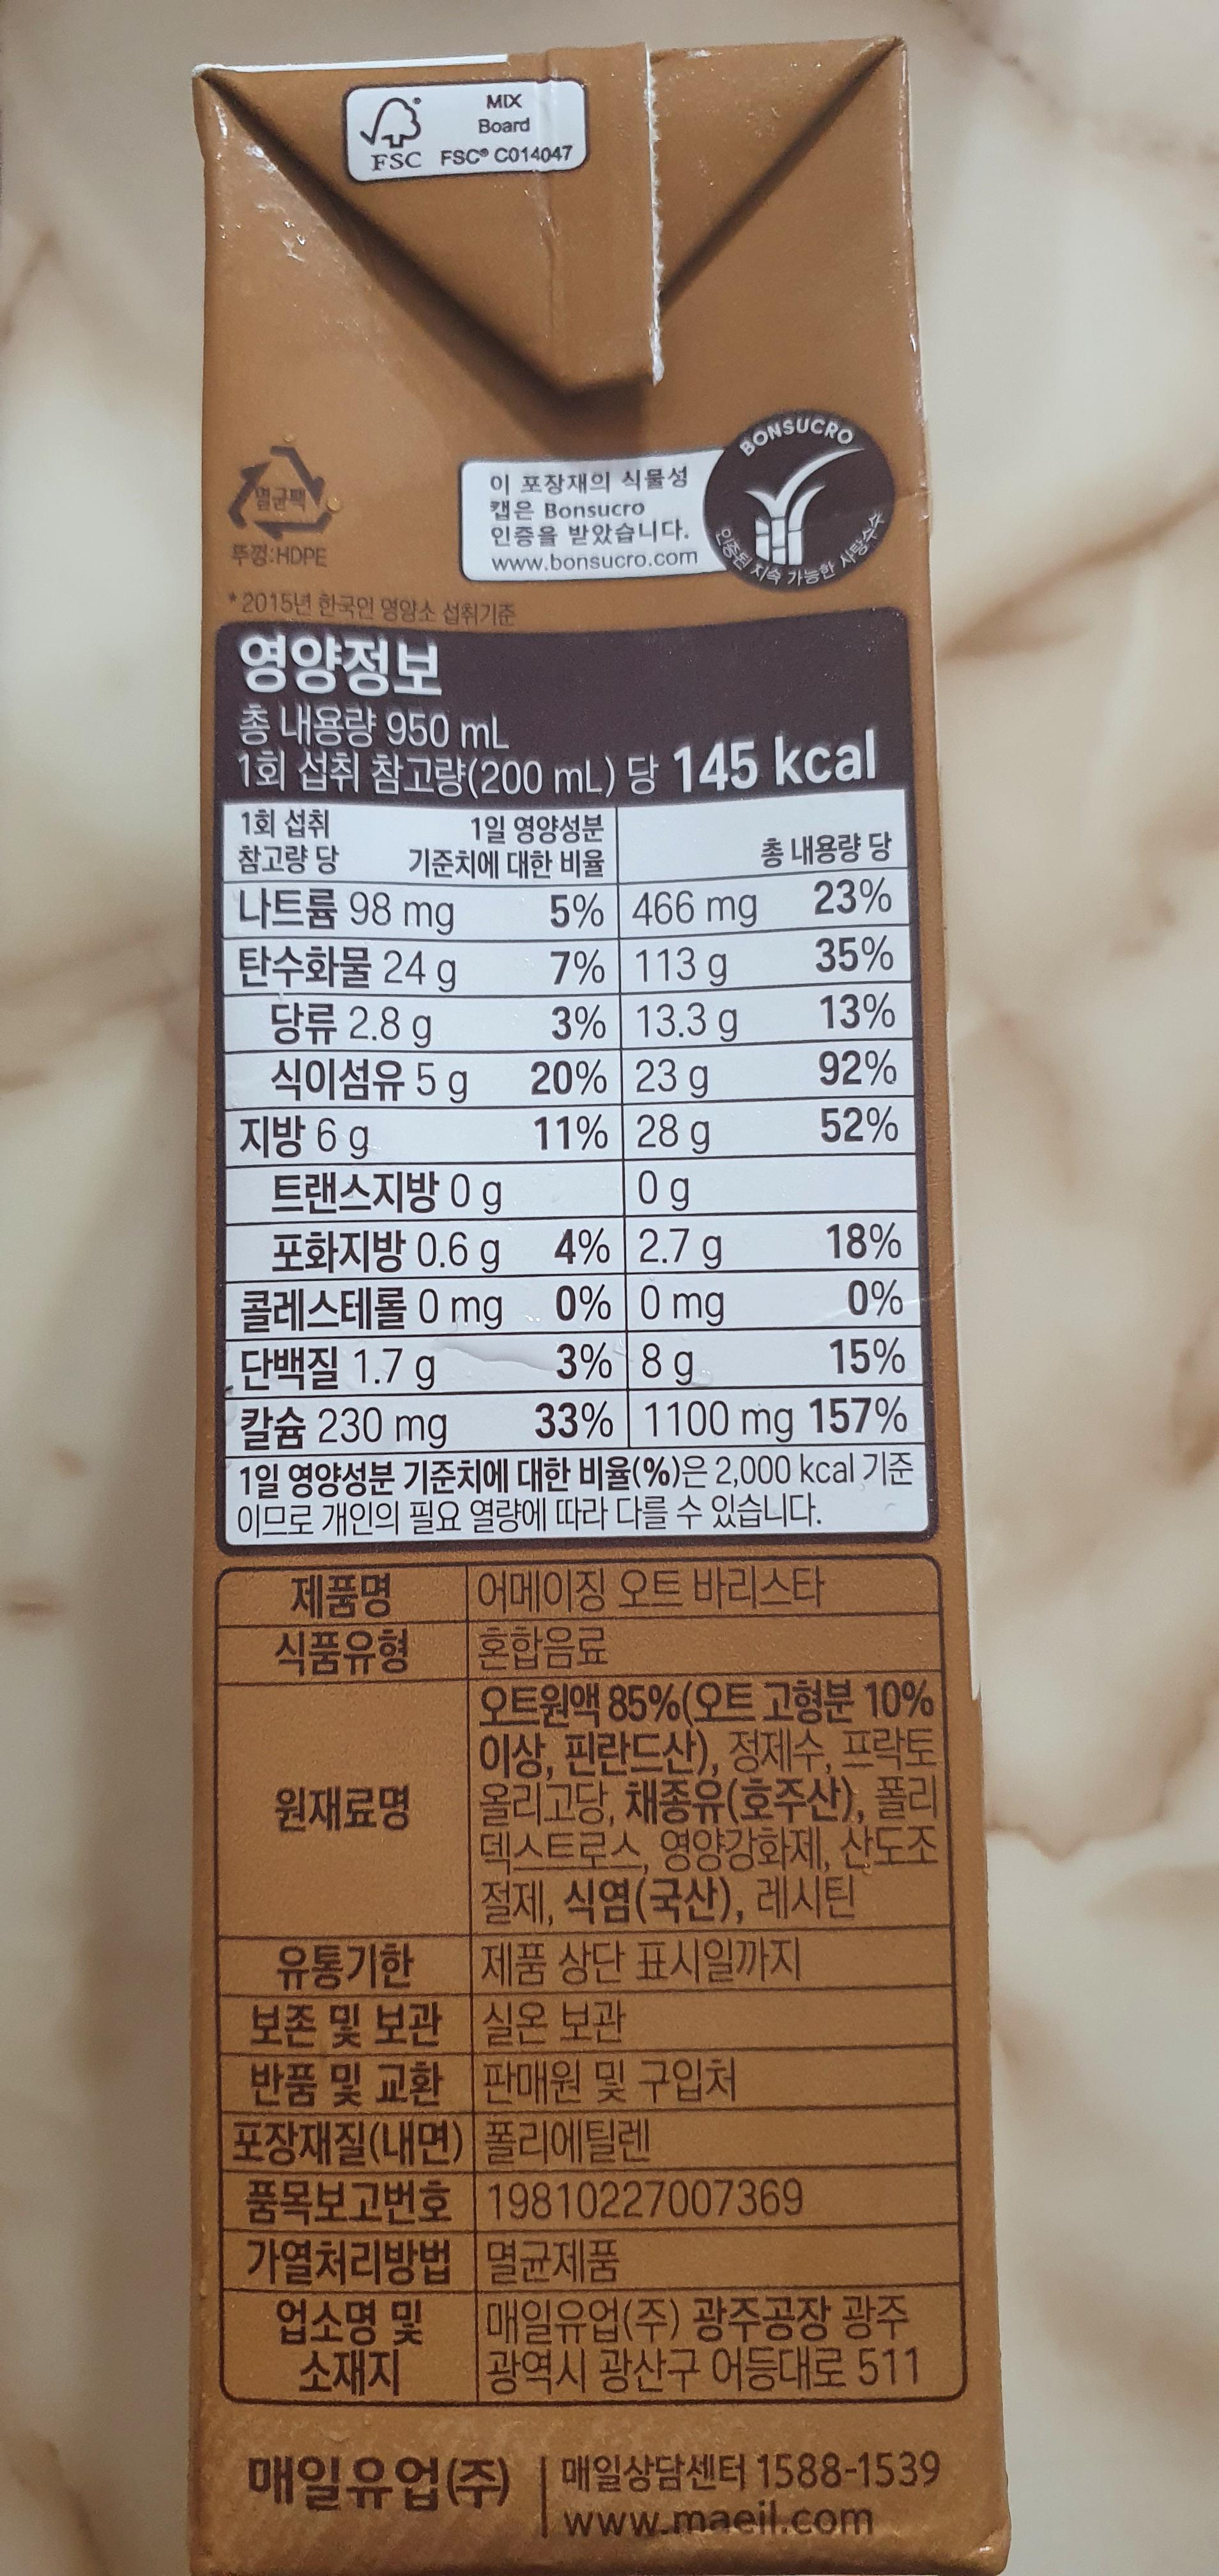 MIX
Board
FSC FSC® C014047
멸균팩
뚜껑:HDPE
이 포장재의 식물성
캡은 Bonsucro
인증을 받았습니다.
www.bonsucro.com
BONSUCRO
인증된 지속 가능한 사탕수수
*2015년 한국인 영양소 섭취기준
영양정보
총 내용량 950 mL
1회 섭취 참고량(200 mL) 당 145 kcal
1회 섭취 1일 영양성분
참고량 당 기준치에 대한 비율 총 내용량 당
나트륨 98 mg 5% 466 mg 23%
탄수화물 24 g 7% 113 g 35%
당류 2.8 g 3% 13.3 g 13%
식이섬유 5 g 20% 23 g 92%
지방 6 g 11% 28 g 52%
트랜스지방 0 g 0 g
포화지방 0.6 g 4% 2.7 g 18%
콜레스테롤 0 mg 0% 0 mg 0%
단백질 1.7 g 3% 8 g 15%
칼슘 230 mg 33% 1100 mg 157%
1일 영양성분 기준치에 대한 비율(%)은 2,000 kcal 기준
이므로 개인의 필요 열량에 따라 다를 수 있습니다.
제품명 어메이징 오트 바리스타
식품유형 혼합음료
원재료명 오트원액 85%(오트 고형분 10%
이상, 핀란드산), 정제수, 프락토
올리고당, 채종유(호주산), 폴리
덱스트로스, 영양강화제, 산도조
절제, 식염(국산), 레시틴
유통기한 제품 상단 표시일까지
보존 및 보관 실온 보관
반품 및 교환 판매원 및 구입처
포장재질(내면) 폴리에틸렌
품목보고번호 19810227007369
가열처리방법 멸균제품
업소명 및 매일유업(주) 광주공장 광주
소재지 광역시 광산구 어등대로 511
매일유업(주) 매일상담센터 1588-1539
www.maeil.com